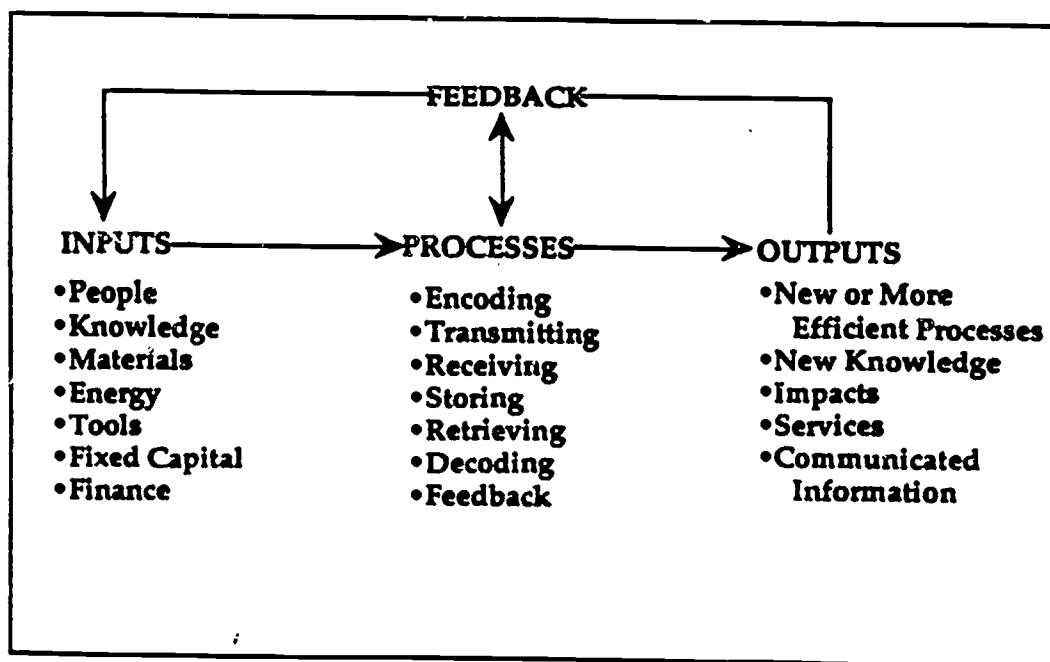 FEEDBACK
INPUTS
PROCESSES
OUTPUTS
•People
•Knowledge
•Materials
•Energy
•Tools
•Fixed Capital
•Finance
•Encoding
•Transmitting
•Receiving
•Storing
•Retrieving
•Decoding
•Feedback
•New or More
Efficient Processes
•New Knowledge
•Impacts
•Services
•Communicated
Information